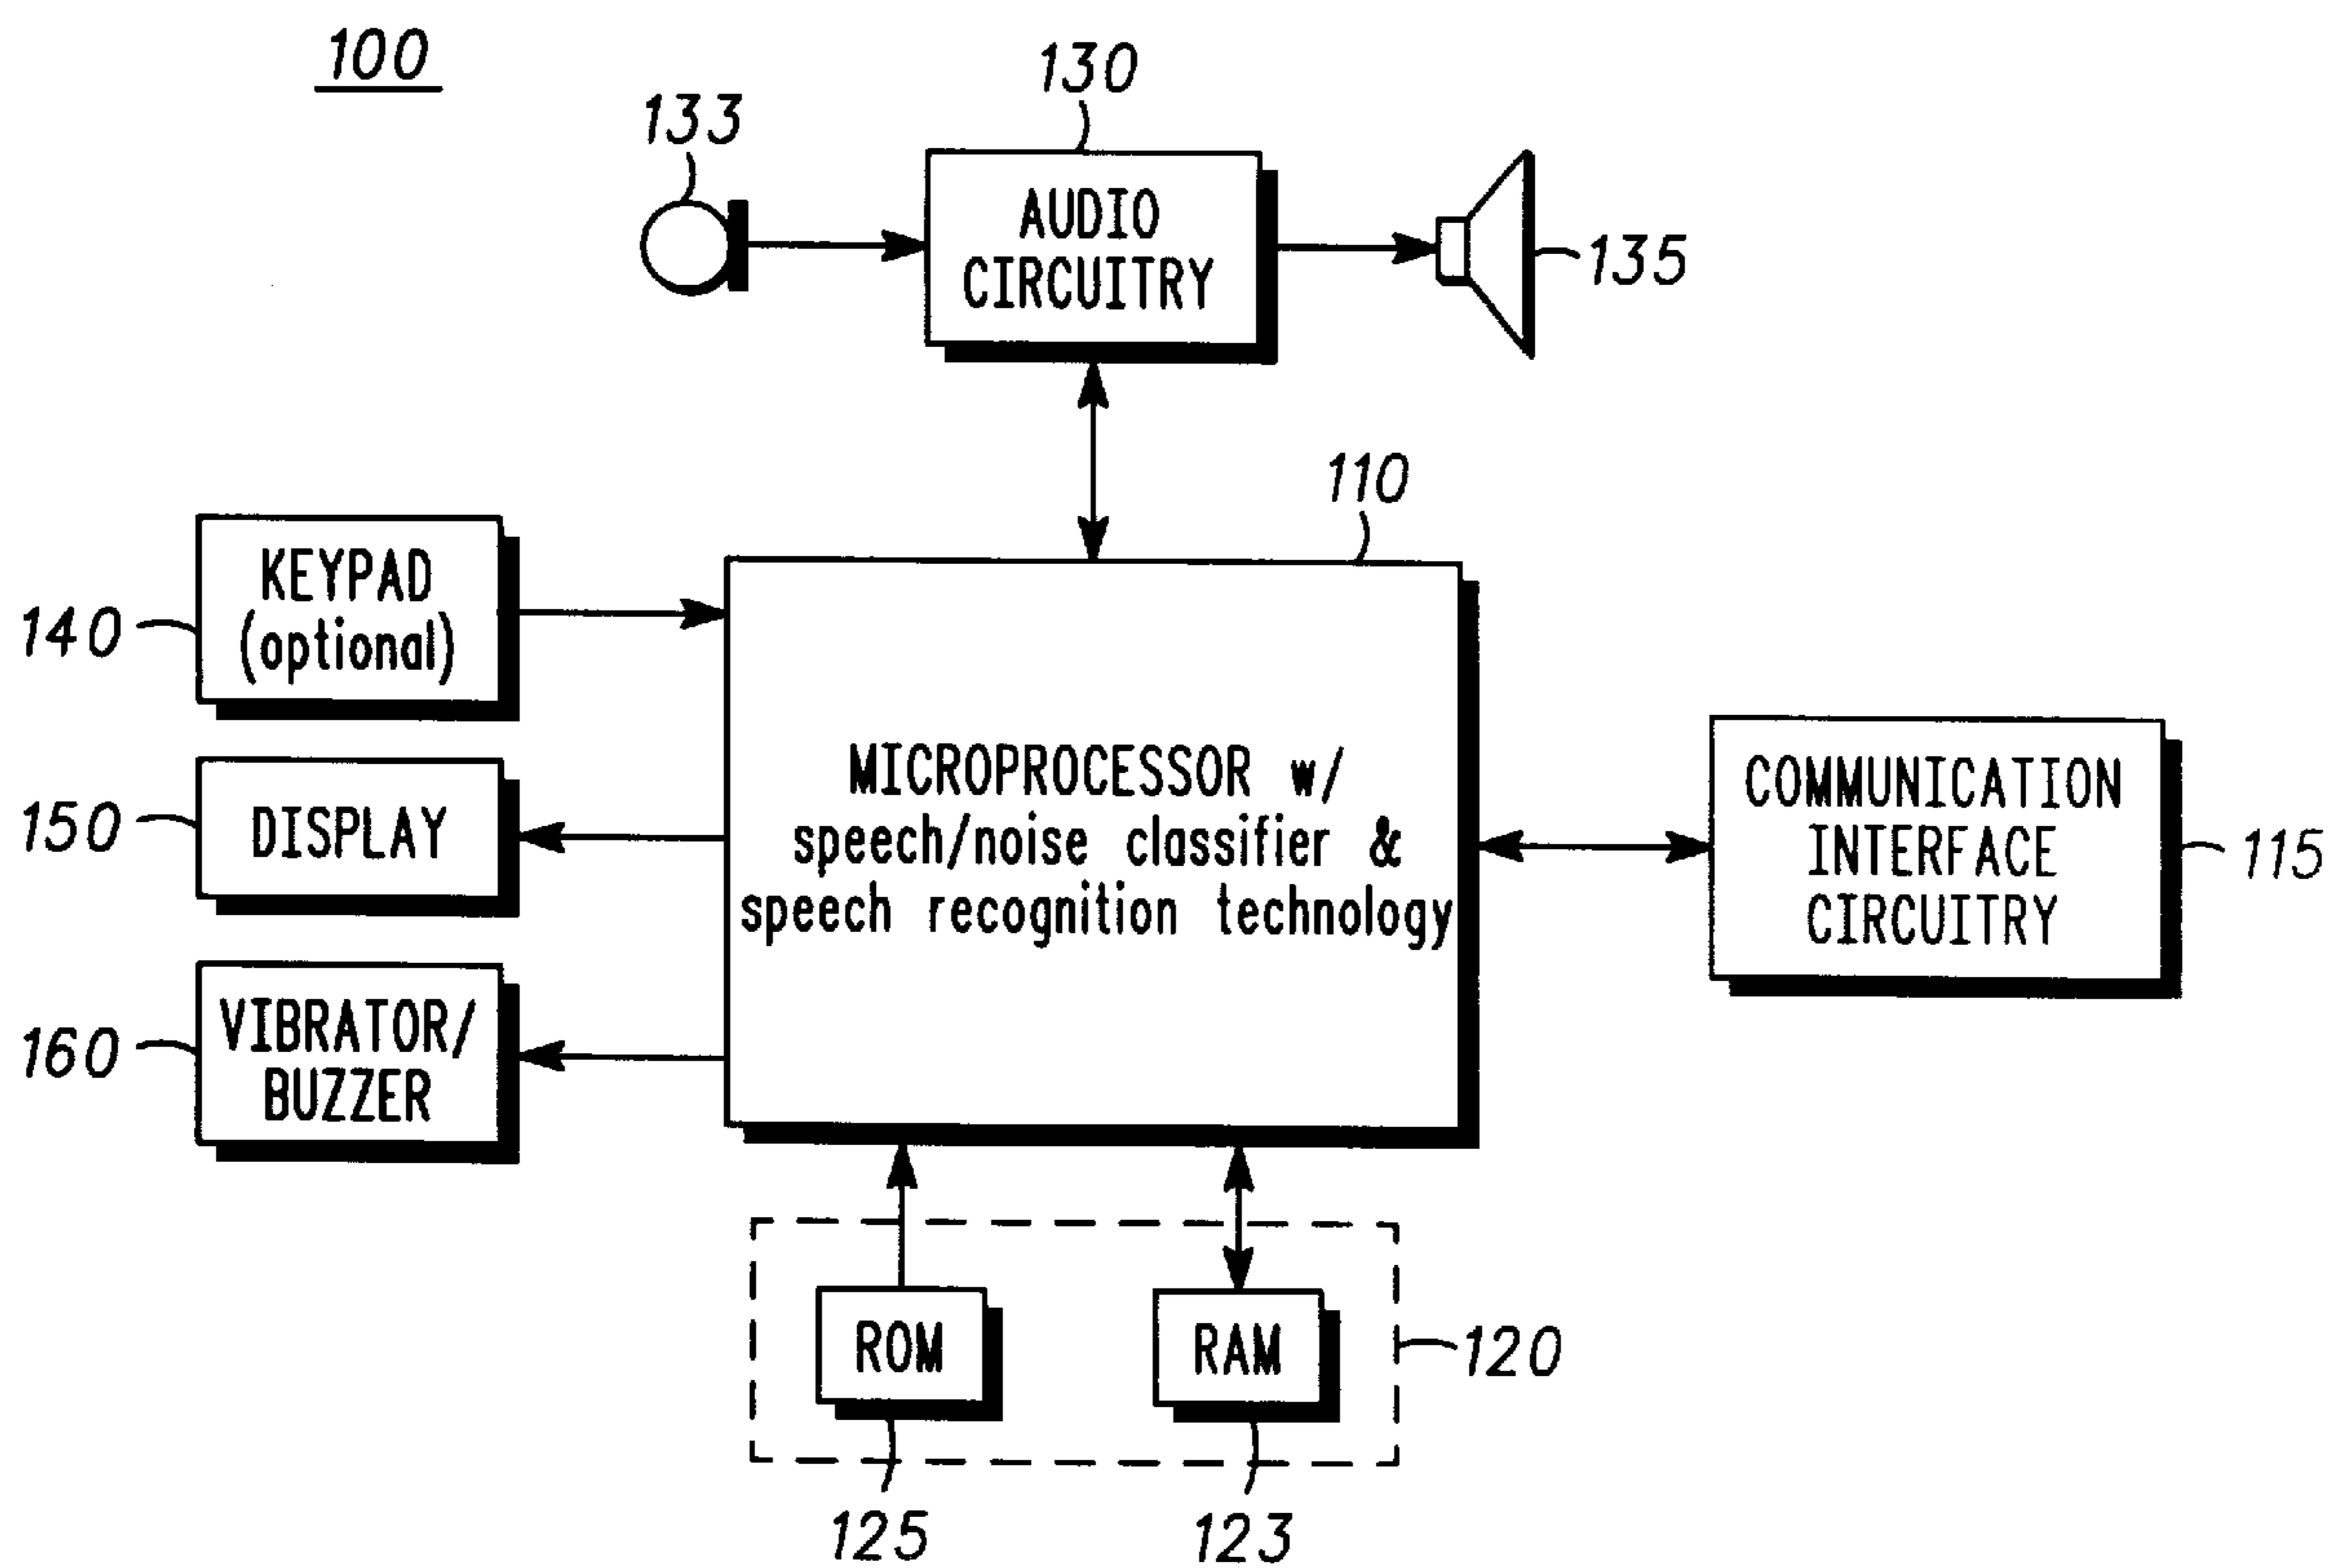 100
130
133
AUDIO
CIRCUITRY
135
110
KEYPAD
(optional)
140
MICROPROCESSOR w/
speech/noise classifier &
speech recognition technology
COMMUNICATION
INTERFACE
CIRCUITRY
115
DISPLAY
150
VIBRATOR/
BUZZER
160
ROM
RAM
120
125
123